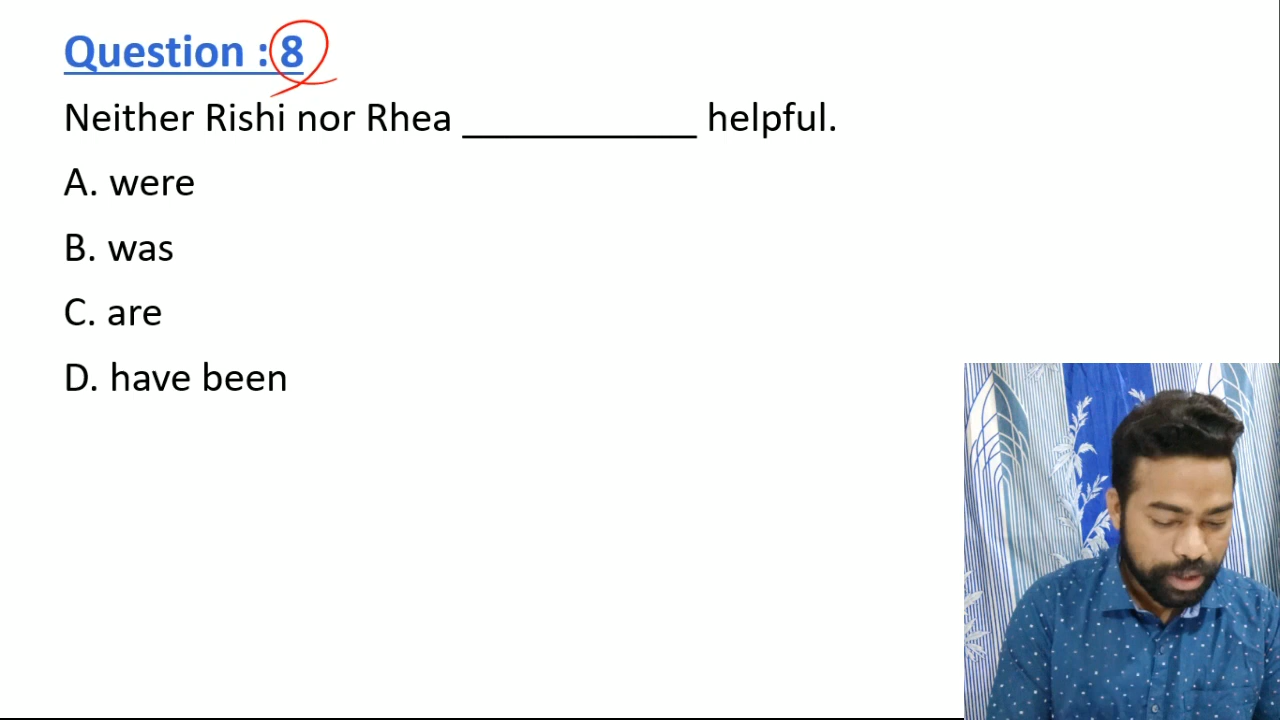 Question : 8
Neither Rishi nor Rhea ___________ helpful.
A. were
B. was
C. are
D. have been